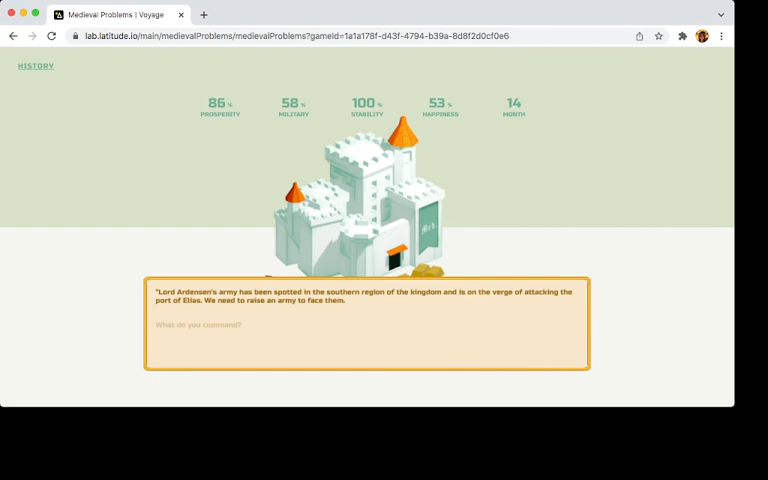 Medieval Problems | Voyage
lab.latitude.io/main/medievalProblems/medievalProblems?gameId=1a1a178f-d43f-4794-b39a-8d8f2d0cf0e6
HISTORY
86 % 58 % 100 % 53 % 14
PROSPERITY MILITARY STABILITY HAPPINESS MONTH
"Lord Ardensen's army has been spotted in the southern region of the kingdom and is on the verge of attacking the
port of Elias. We need to raise an army to face them.
What do you command?